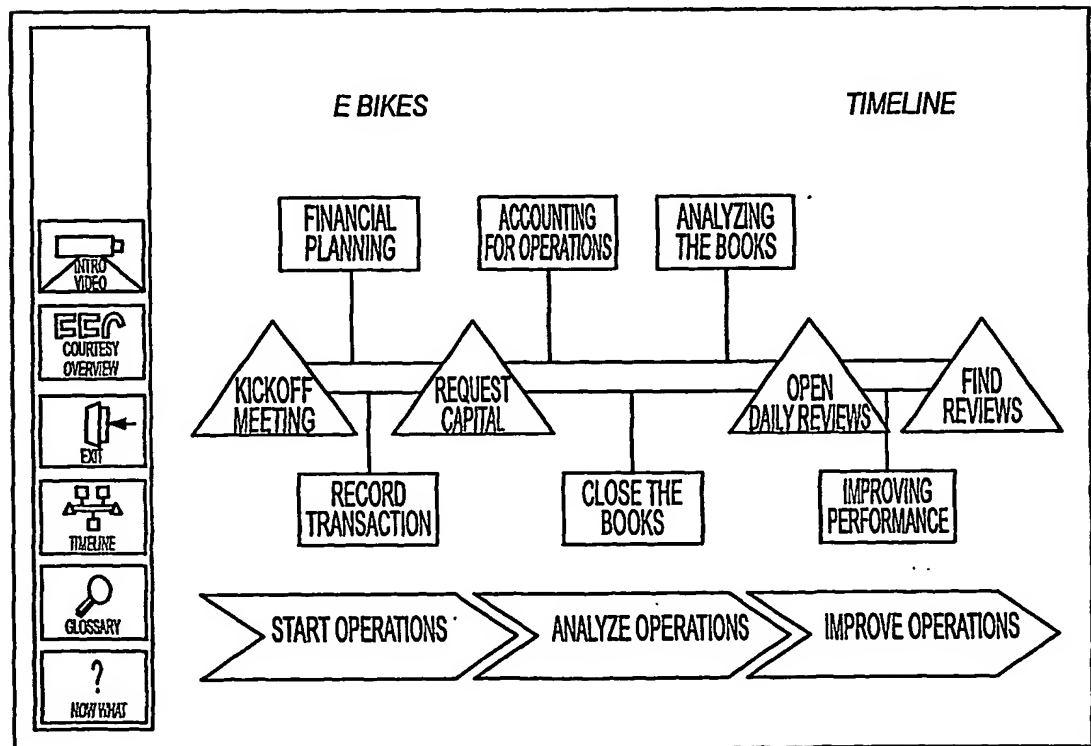 E BIKES
TIMELINE
FINANCIAL
PLANNING
ACCOUNTING
FOR OPERATIONS
ANALYZING
THE BOOKS
INTRO
VIDEO
COURTESY
OVERVIEW
EXIT
TIMELINE
GLOSSARY
?
NOW WHAT
KICKOFF
MEETING
REQUEST
CAPITAL
OPEN
DAILY REVIEWS
FIND
REVIEWS
RECORD
TRANSACTION
CLOSE THE
BOOKS
IMPROVING
PERFORMANCE
START OPERATIONS
ANALYZE OPERATIONS
IMPROVE OPERATIONS